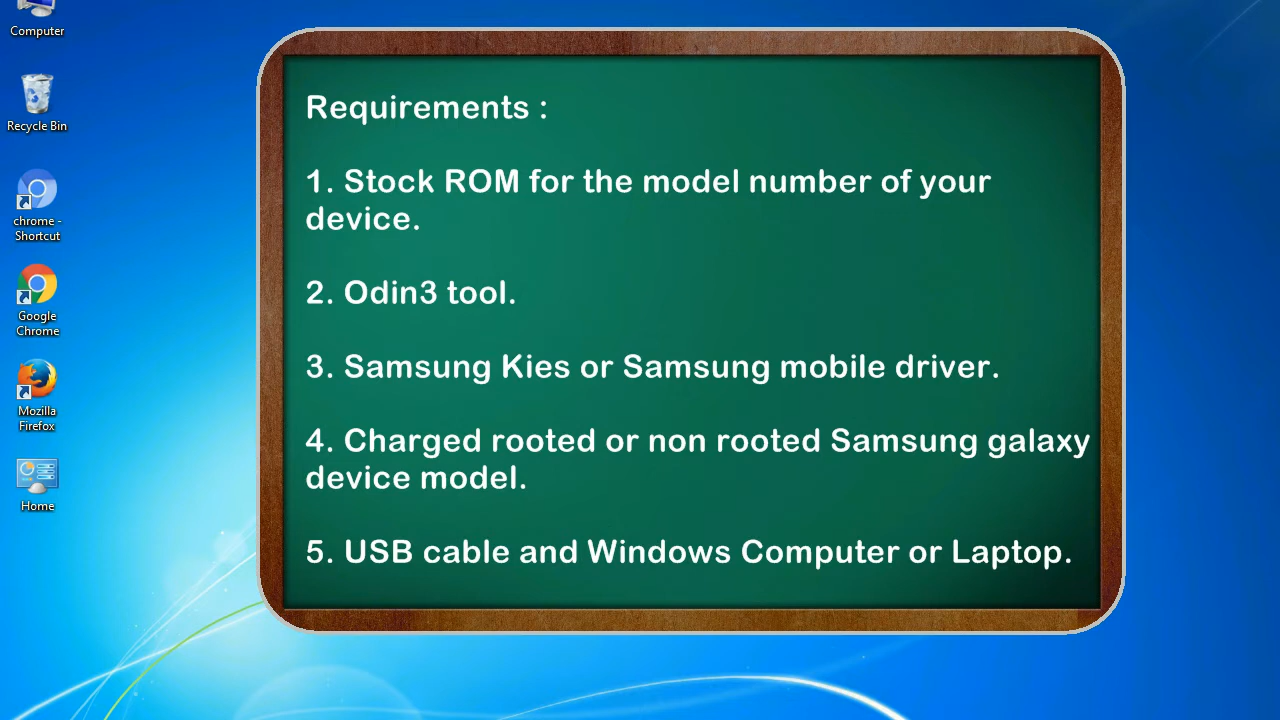 Computer
Recycle Bin
chrome -
Shortcut
Google
Chrome
Mozilla
Firefox
Home
Requirements :
1. Stock ROM for the model number of your
device.
2. Odin3 tool.
3. Samsung Kies or Samsung mobile driver.
4. Charged rooted or non rooted Samsung galaxy
device model.
5. USB cable and Windows Computer or Laptop.